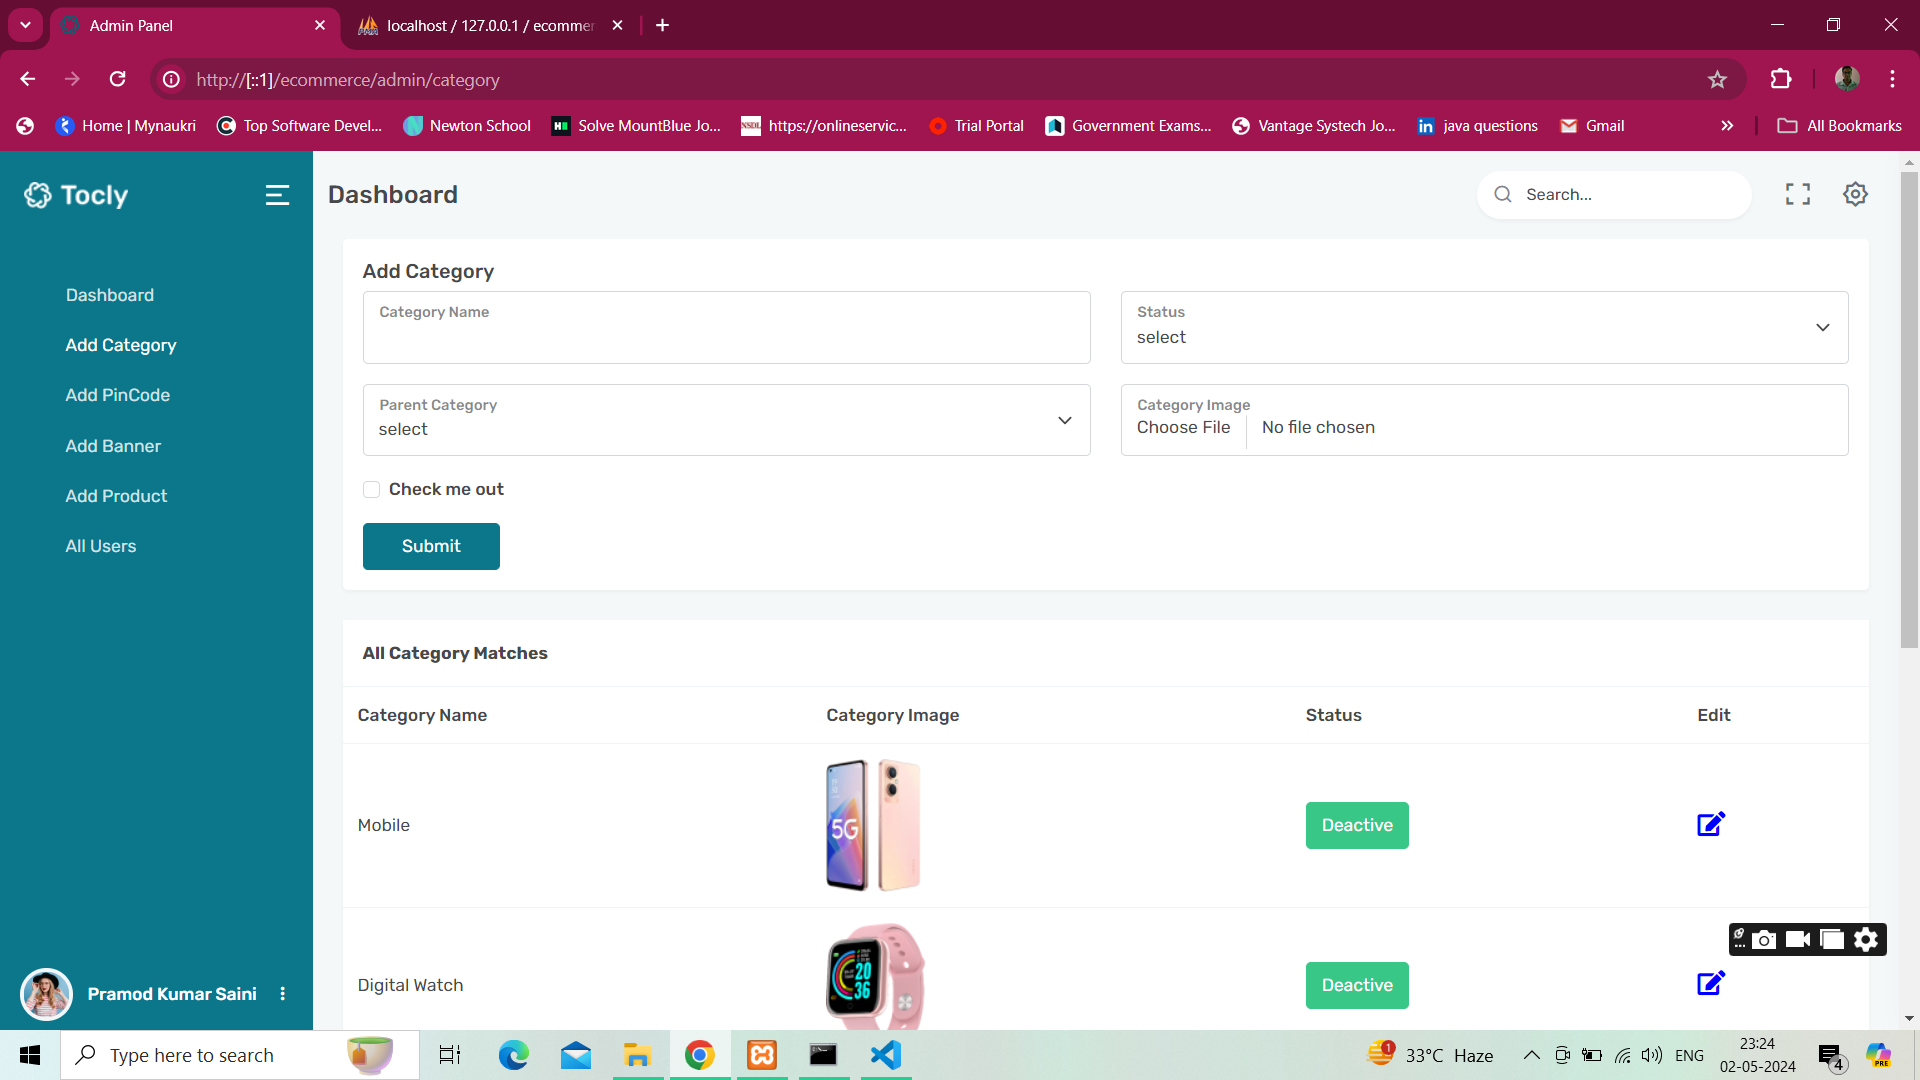 Admin Panel
localhost / 127.0.0.1 / ecommer
http://[::1]/ecommerce/admin/category
Home | Mynaukri
Top Software Devel...
Newton School
Solve MountBlue Jo...
NSDL
https://onlineservic...
Trial Portal
Government Exams...
Vantage Systech Jo...
java questions
Gmail
All Bookmarks
Tocly
Dashboard
Search...
Dashboard
Add Category
Add PinCode
Add Banner
Add Product
All Users
Add Category
Category Name
Status
select
Parent Category
select
Category Image
Choose File
No file chosen
Check me out
Submit
All Category Matches
Category Name
Category Image
Status
Edit
Mobile
5G
Deactive
Digital Watch
20
36
Deactive
Pramod Kumar Saini
Type here to search
1
33°C Haze
ENG
23:24
02-05-2024
4
PRE